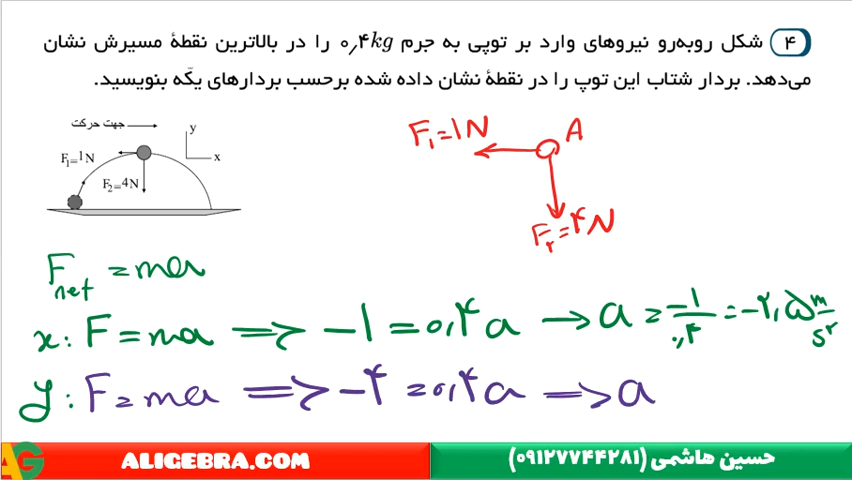 ۴ شکل روبه‌رو نیروهای وارد بر توپی به جرم ۰٫۴kg را در بالاترین نقطهٔ مسیرش نشان
می‌دهد. بردار شتاب این توپ را در نقطهٔ نشان داده شده برحسب بردارهای یکّه بنویسید.
جهت حرکت
y
x
F₁=1N
F₂=4N
F₁=1N
A
F₂=۴N
Fnet = ma
x: F=ma ⟹ -1=۰,۴a → a = -1/۰,۴ = -۲,۵ m/s²
y: F=ma ⟹ -۴=۰,۴a ⟹ a
AG
ALIGEBRA.COM
حسین هاشمی (۰۹۱۲۷۷۴۴۲۸۱)